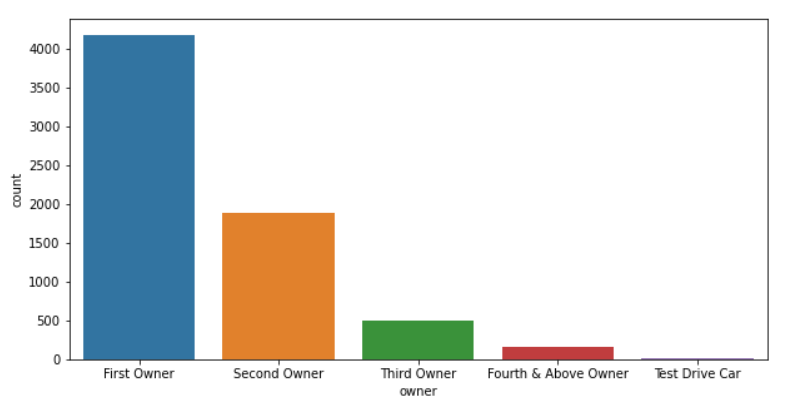 4000
3500
3000
2500
2000
1500
1000
500
0
count
First Owner
Second Owner
Third Owner
Fourth & Above Owner
Test Drive Car
owner